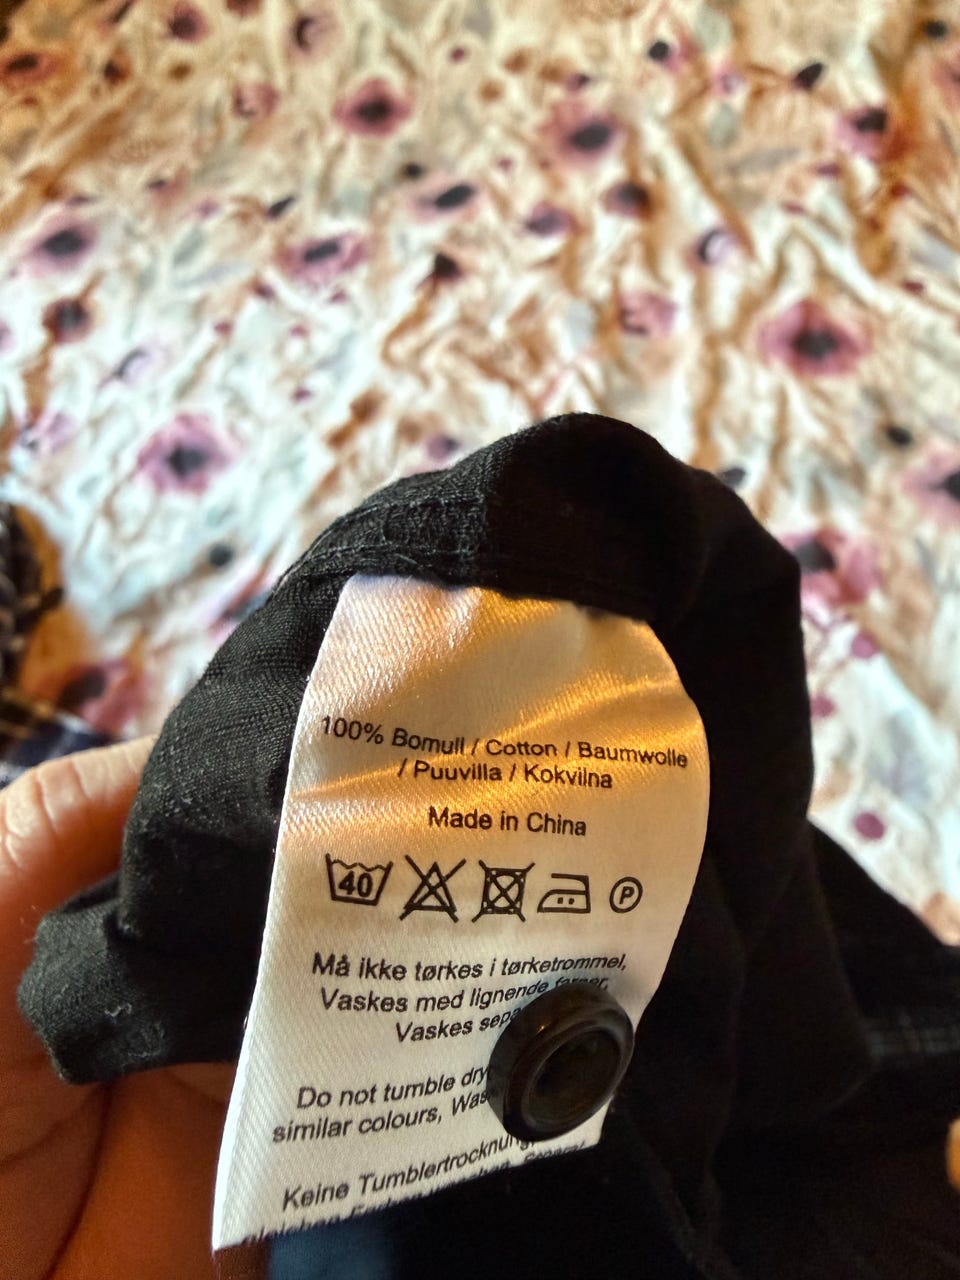 100% Bomull / Cotton / Baumwolle
/ Puuvilla / Kokvilna
Made in China
40
P
Må ikke tørkes i tørketrommel,
Vaskes med lignende farger,
Vaskes
Do not tumble dry
similar colours,
Keine Tumblertrocknung,